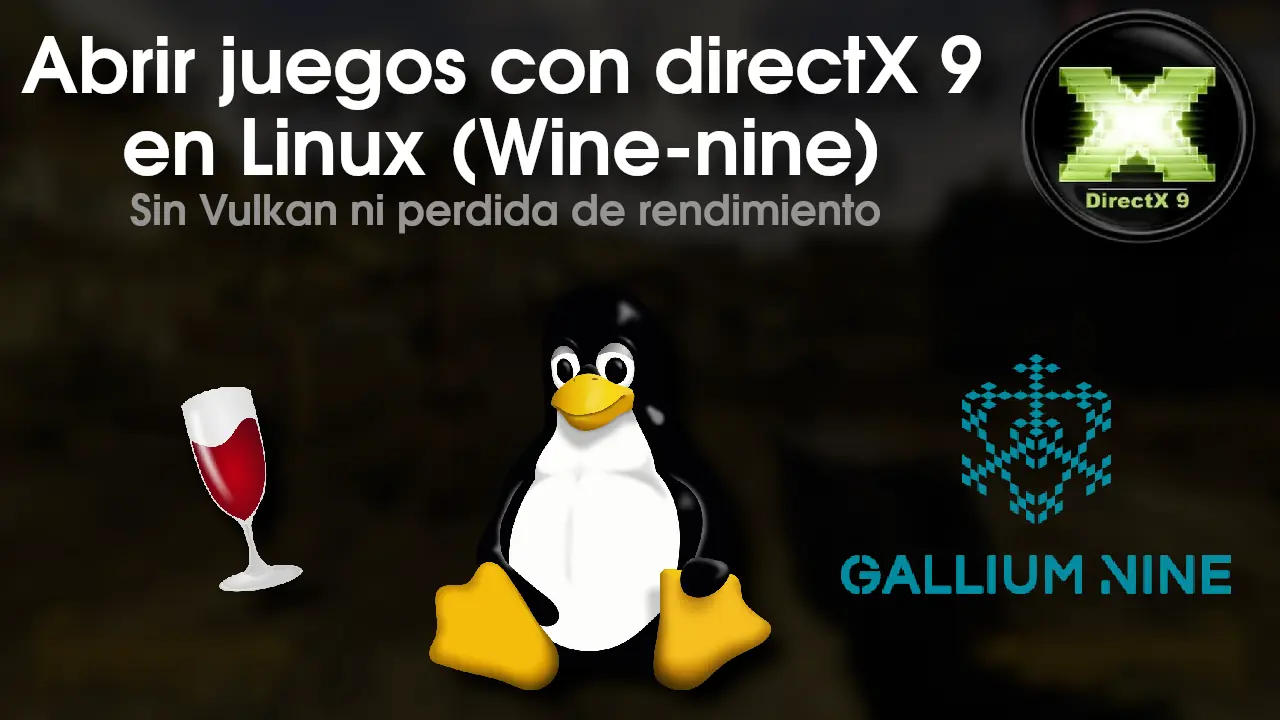 Abrir juegos con directX 9
en Linux (Wine-nine)
Sin Vulkan ni perdida de rendimiento
DirectX 9
GALLIUM NINE